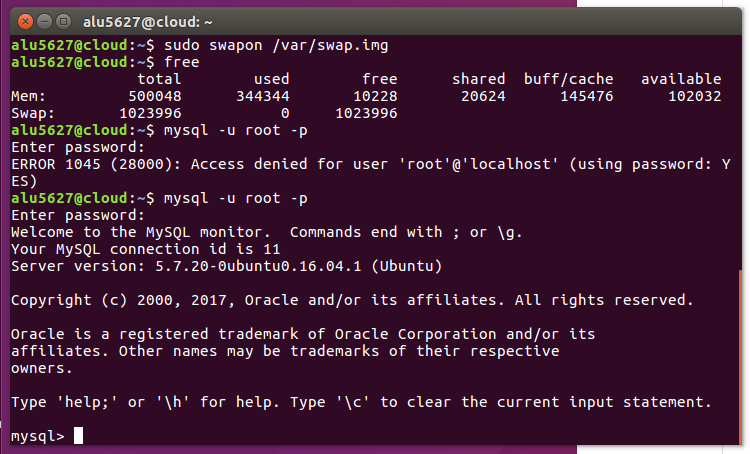 alu5627@cloud: ~
alu5627@cloud:~$ sudo swapon /var/swap.img
alu5627@cloud:~$ free
              total        used        free      shared  buff/cache   available
Mem:         500048      344344       10228       20624      145476      102032
Swap:       1023996           0     1023996
alu5627@cloud:~$ mysql -u root -p
Enter password:
ERROR 1045 (28000): Access denied for user 'root'@'localhost' (using password: Y
ES)
alu5627@cloud:~$ mysql -u root -p
Enter password:
Welcome to the MySQL monitor.  Commands end with ; or \g.
Your MySQL connection id is 11
Server version: 5.7.20-0ubuntu0.16.04.1 (Ubuntu)
Copyright (c) 2000, 2017, Oracle and/or its affiliates. All rights reserved.
Oracle is a registered trademark of Oracle Corporation and/or its
affiliates. Other names may be trademarks of their respective
owners.
Type 'help;' or '\h' for help. Type '\c' to clear the current input statement.
mysql>